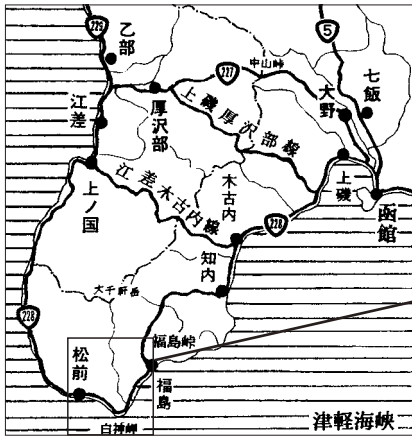 229
乙部
5
中山峠
227
七飯
大野
江差
厚沢部
上磯厚沢部線
木古内
上磯
函館
上ノ国
江差木古内線
228
知内
大千軒岳
228
福島峠
松前
福島
白神岬
津軽海峡